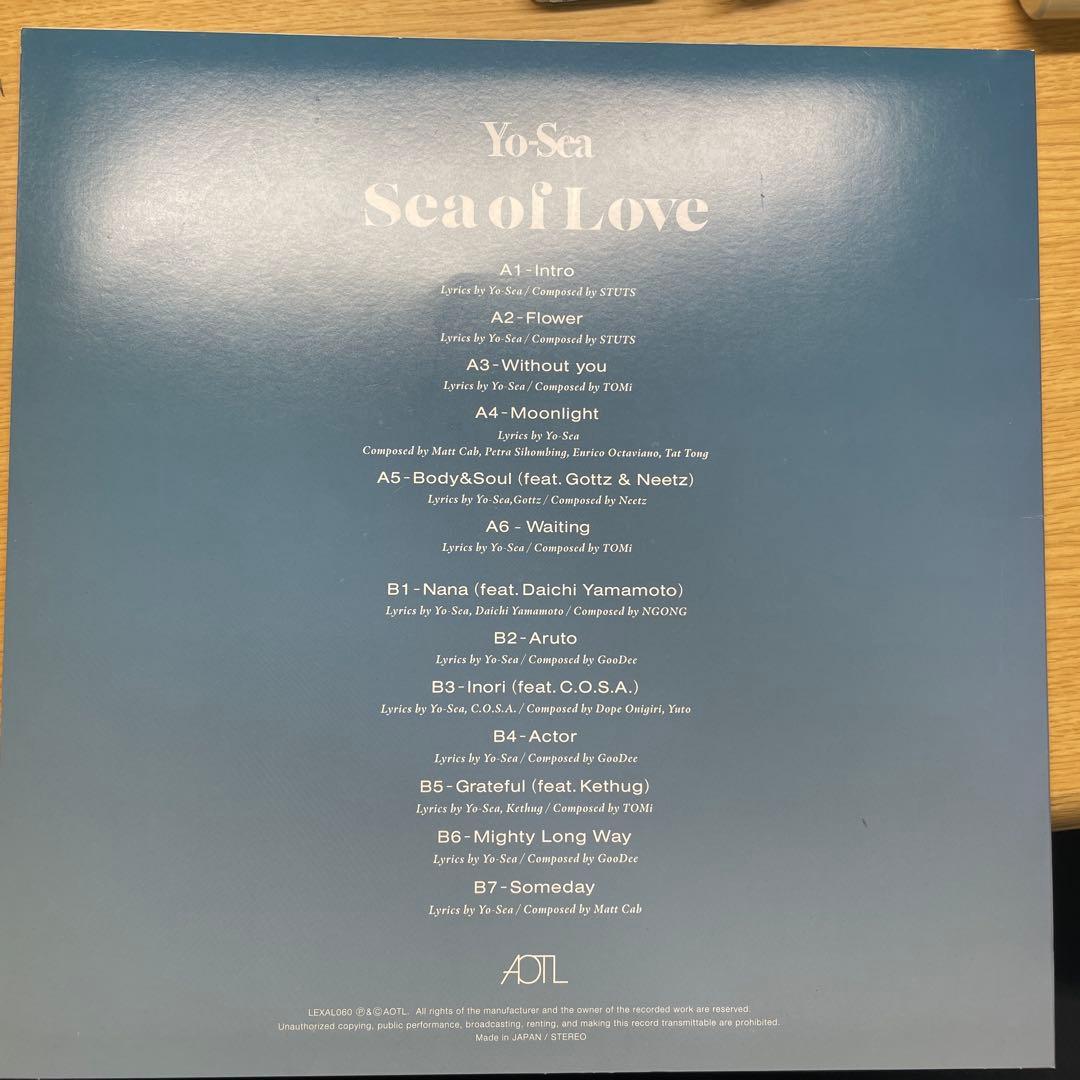 Yo-Sea
Sea of Love
A1-Intro
Lyrics by Yo-Sea / Composed by STUTS
A2-Flower
Lyrics by Yo-Sea / Composed by STUTS
A3-Without you
Lyrics by Yo-Sea / Composed by TOMi
A4-Moonlight
Lyrics by Yo-Sea
Composed by Matt Cab, Petra Sihombing, Enrico Octaviano, Tat Tong
A5-Body&Soul (feat. Gottz & Neetz)
Lyrics by Yo-Sea,Gottz / Composed by Neetz
A6 - Waiting
Lyrics by Yo-Sea / Composed by TOMi
B1-Nana (feat. Daichi Yamamoto)
Lyrics by Yo-Sea, Daichi Yamamoto / Composed by NGONG
B2-Aruto
Lyrics by Yo-Sea / Composed by GooDee
B3-Inori (feat. C.O.S.A.)
Lyrics by Yo-Sea, C.O.S.A. / Composed by Dope Onigiri, Yuto
B4-Actor
Lyrics by Yo-Sea / Composed by GooDee
B5-Grateful (feat. Kethug)
Lyrics by Yo-Sea, Kethug / Composed by TOMi
B6-Mighty Long Way
Lyrics by Yo-Sea / Composed by GooDee
B7-Someday
Lyrics by Yo-Sea / Composed by Matt Cab
AOTL
LEXAL060 Ⓟ&ⒸAOTL. All rights of the manufacturer and the owner of the recorded work are reserved.
Unauthorized copying, public performance, broadcasting, renting, and making this record transmittable are prohibited.
Made in JAPAN / STEREO